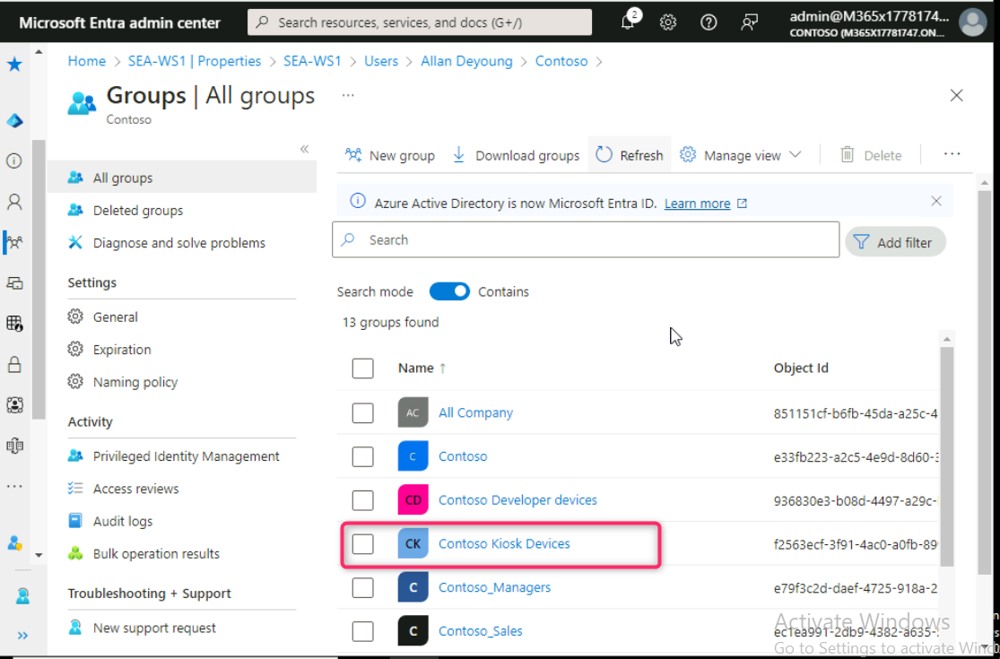 Microsoft Entra admin center
Search resources, services, and docs (G+/)
2
admin@M365x1778174...
CONTOSO (M365X17781747.ON...
Home > SEA-WS1 | Properties > SEA-WS1 > Users > Allan Deyoung > Contoso >
Groups | All groups ...
Contoso
«
All groups
Deleted groups
Diagnose and solve problems
Settings
General
Expiration
Naming policy
Activity
Privileged Identity Management
Access reviews
Audit logs
Bulk operation results
Troubleshooting + Support
New support request
»
New group
Download groups
Refresh
Manage view
Delete
...
Azure Active Directory is now Microsoft Entra ID. Learn more
Search
Add filter
Search mode Contains
13 groups found
Name ↑ Object Id
AC All Company 851151cf-b6fb-45da-a25c-4
C Contoso e33fb223-a2c5-4e9d-8d60-
CD Contoso Developer devices 936830e3-b08d-4497-a29c-
CK Contoso Kiosk Devices f2563ecf-3f91-4ac0-a0fb-89
C Contoso_Managers e79f3c2d-daef-4725-918a-2
C Contoso_Sales ec1ea991-2db9-4382-a635-
Activate Windows
Go to Settings to activate Windo